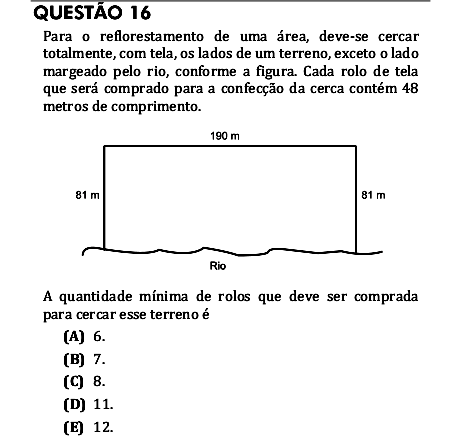 QUESTÃO 16
Para o reflorestamento de uma área, deve-se cercar
totalmente, com tela, os lados de um terreno, exceto o lado
margeado pelo rio, conforme a figura. Cada rolo de tela
que será comprado para a confecção da cerca contém 48
metros de comprimento.
190 m
81 m
81 m
Rio
A quantidade mínima de rolos que deve ser comprada
para cercar esse terreno é
(A) 6.
(B) 7.
(C) 8.
(D) 11.
(E) 12.